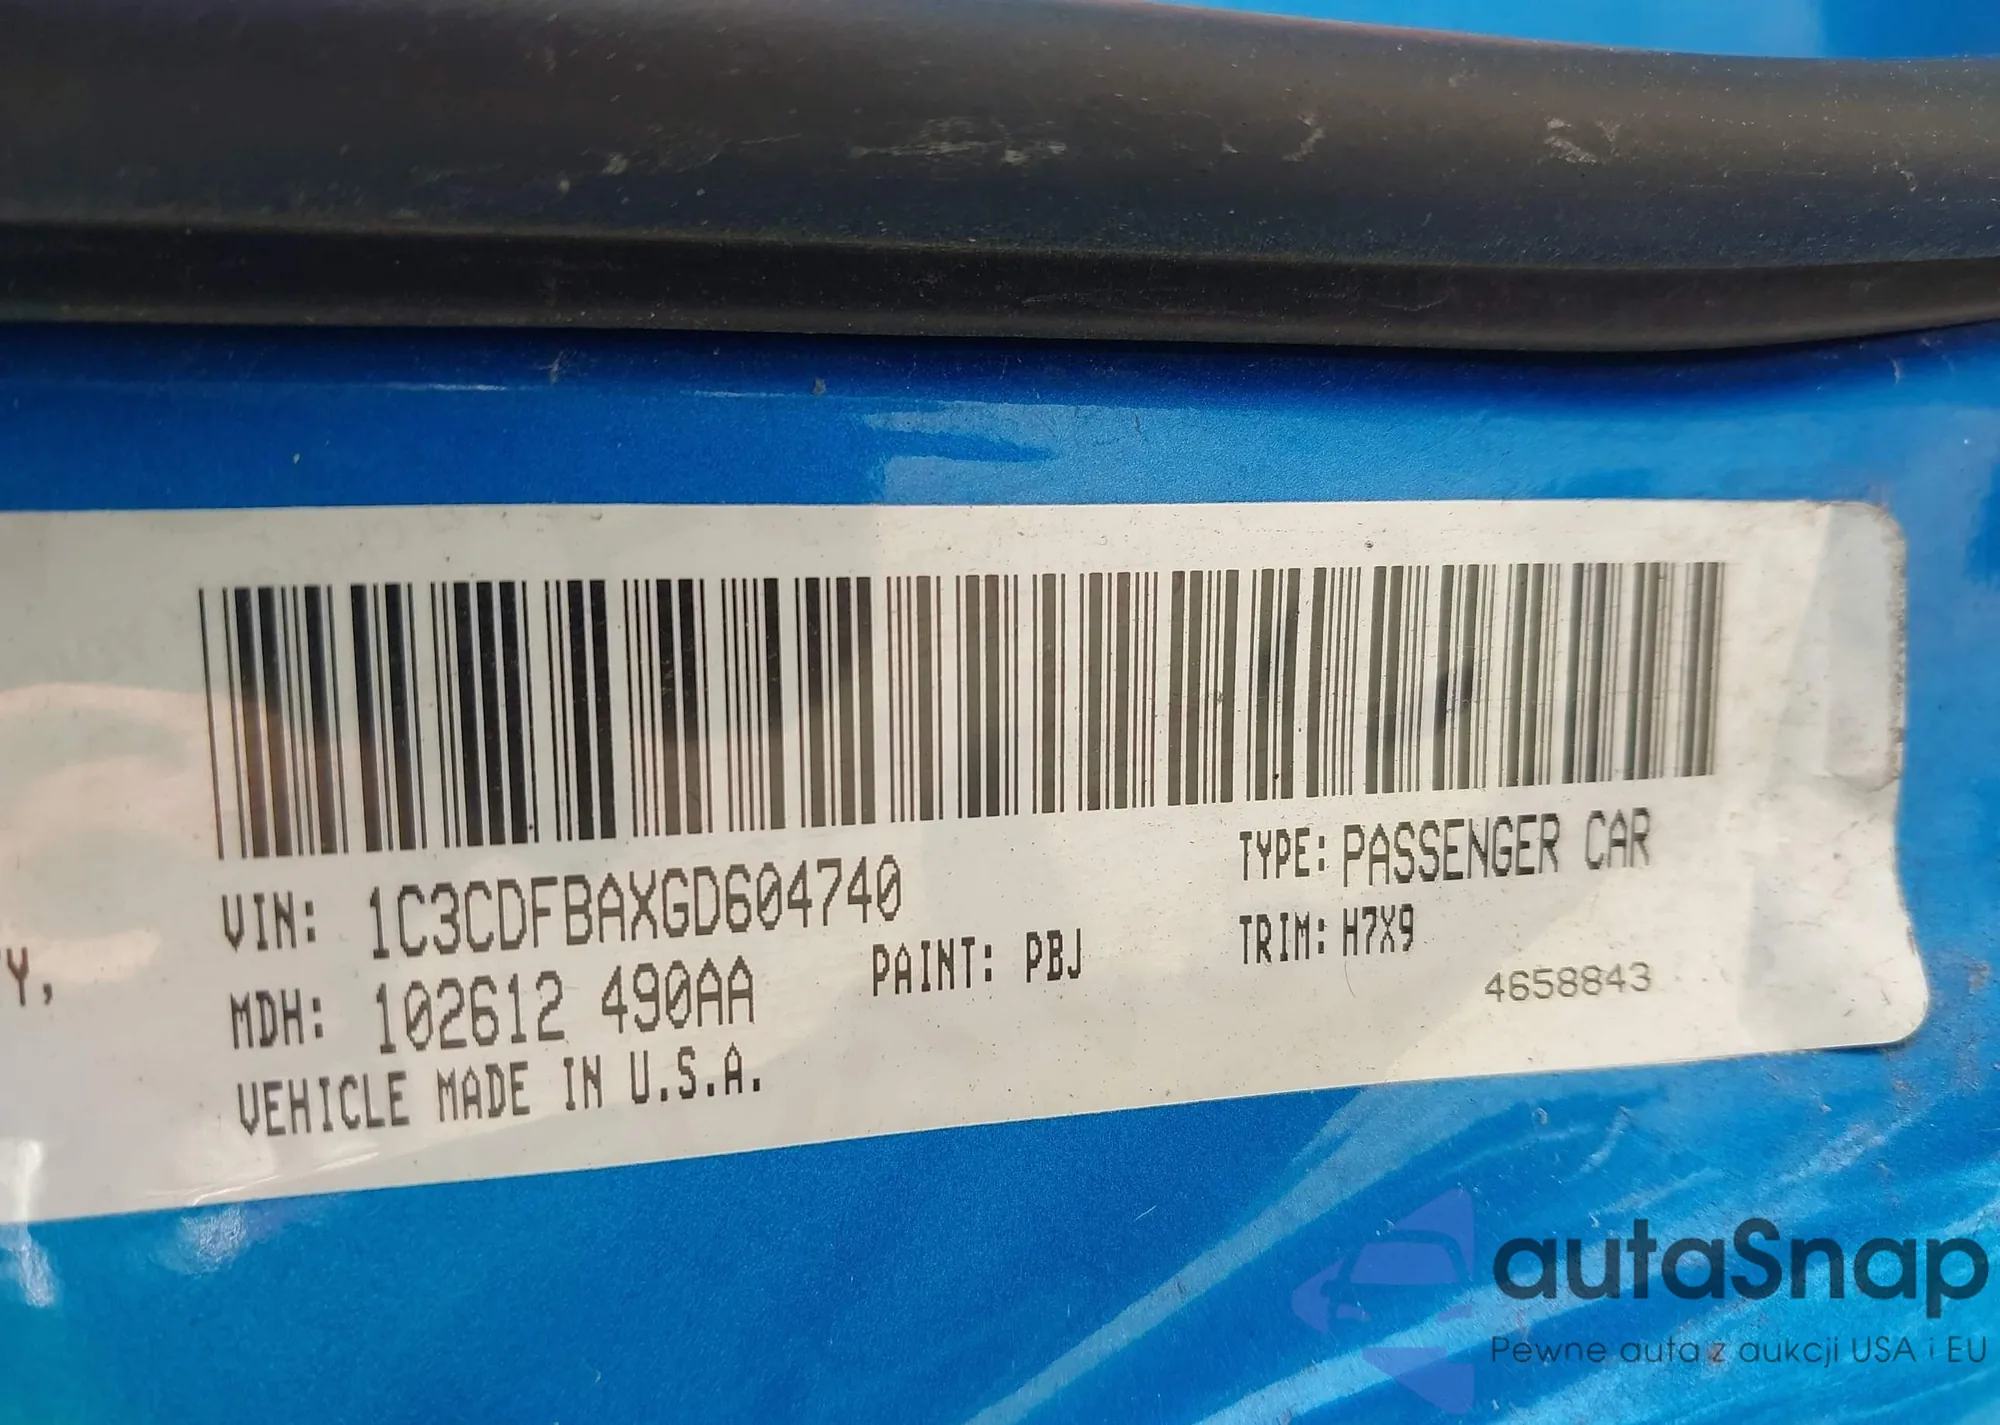 VIN: 1C3CDFBAXGD604740
TYPE: PASSENGER CAR
MDH: 102612 490AA
PAINT: PBJ
TRIM: H7X9
4658843
VEHICLE MADE IN U.S.A.
Y,
autaSnap
Pewne auta z aukcji USA i EU